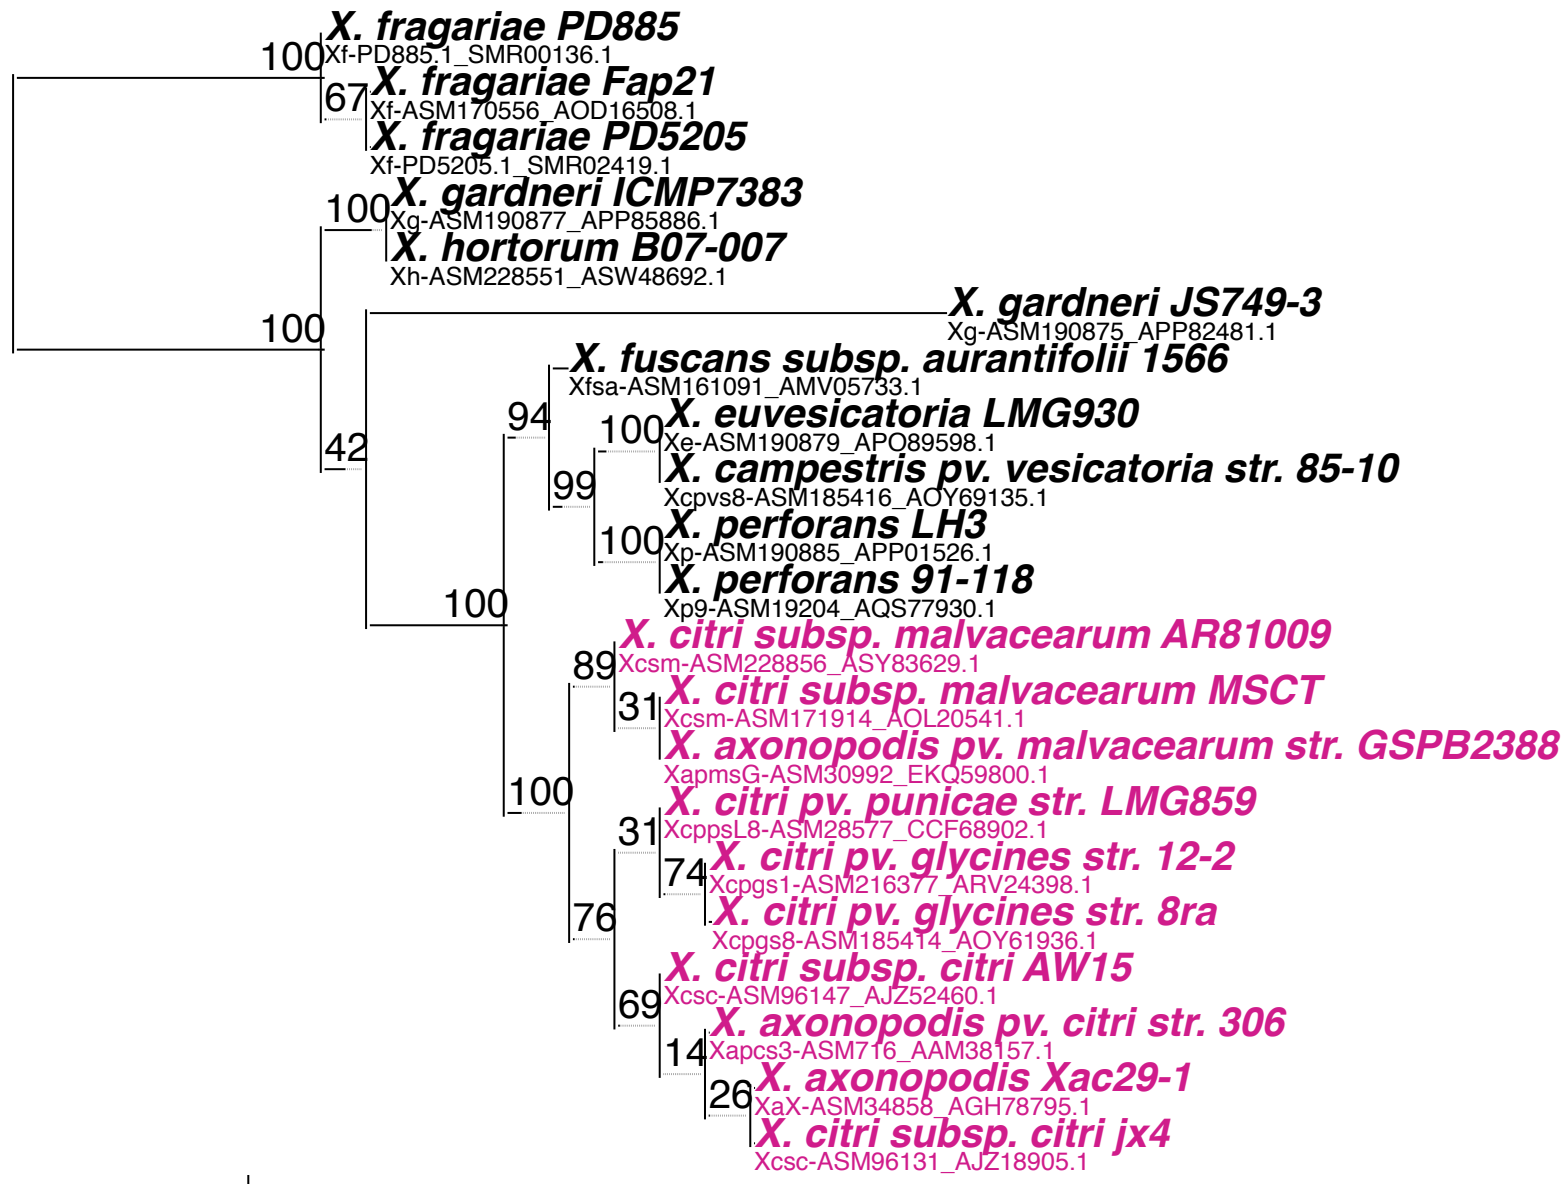 X. fragariae PD885
100
Xf-PD885.1_SMR00136.1
X. fragariae Fap21
67
Xf-ASM170556_AOD16508.1
X. fragariae PD5205
Xf-PD5205.1_SMR02419.1
X. gardneri ICMP7383
100
Xg-ASM190877_APP85886.1
X. hortorum B07-007
Xh-ASM228551_ASW48692.1
X. gardneri JS749-3
100
Xg-ASM190875_APP82481.1
X. fuscans subsp. aurantifolii 1566
Xfsa-ASM161091_AMV05733.1
94
X. euvesicatoria LMG930
100
Xe-ASM190879_APO89598.1
42
X. campestris pv. vesicatoria str. 85-10
99
Xcpvs8-ASM185416_AOY69135.1
X. perforans LH3
100
Xp-ASM190885_APP01526.1
X. perforans 91-118
100
Xp9-ASM19204_AQS77930.1
X. citri subsp. malvacearum AR81009
89
Xcsm-ASM228856_ASY83629.1
X. citri subsp. malvacearum MSCT
31
Xcsm-ASM171914_AOL20541.1
X. axonopodis pv. malvacearum str. GSPB2388
XapmsG-ASM30992_EKQ59800.1
100
X. citri pv. punicae str. LMG859
31
XcppsL8-ASM28577_CCF68902.1
X. citri pv. glycines str. 12-2
74
Xcpgs1-ASM216377_ARV24398.1
76
X. citri pv. glycines str. 8ra
Xcpgs8-ASM185414_AOY61936.1
X. citri subsp. citri AW15
69
Xcsc-ASM96147_AJZ52460.1
X. axonopodis pv. citri str. 306
14
Xapcs3-ASM716_AAM38157.1
X. axonopodis Xac29-1
26
XaX-ASM34858_AGH78795.1
X. citri subsp. citri jx4
Xcsc-ASM96131_AJZ18905.1